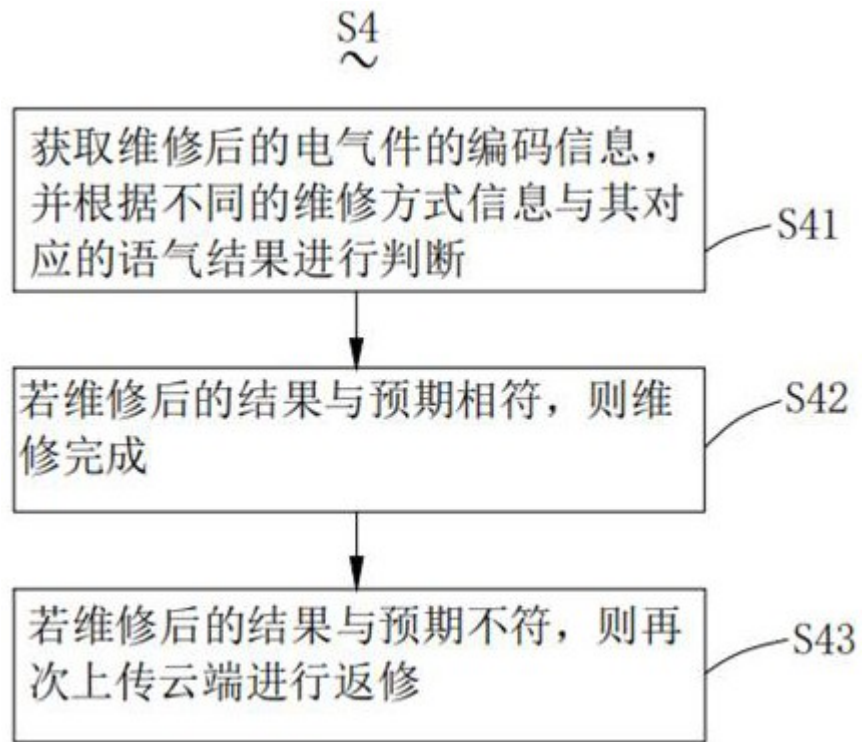 S4
获取维修后的电气件的编码信息，
并根据不同的维修方式信息与其对
应的语气结果进行判断
S41
若维修后的结果与预期相符，则维
修完成
S42
若维修后的结果与预期不符，则再
次上传云端进行返修
S43